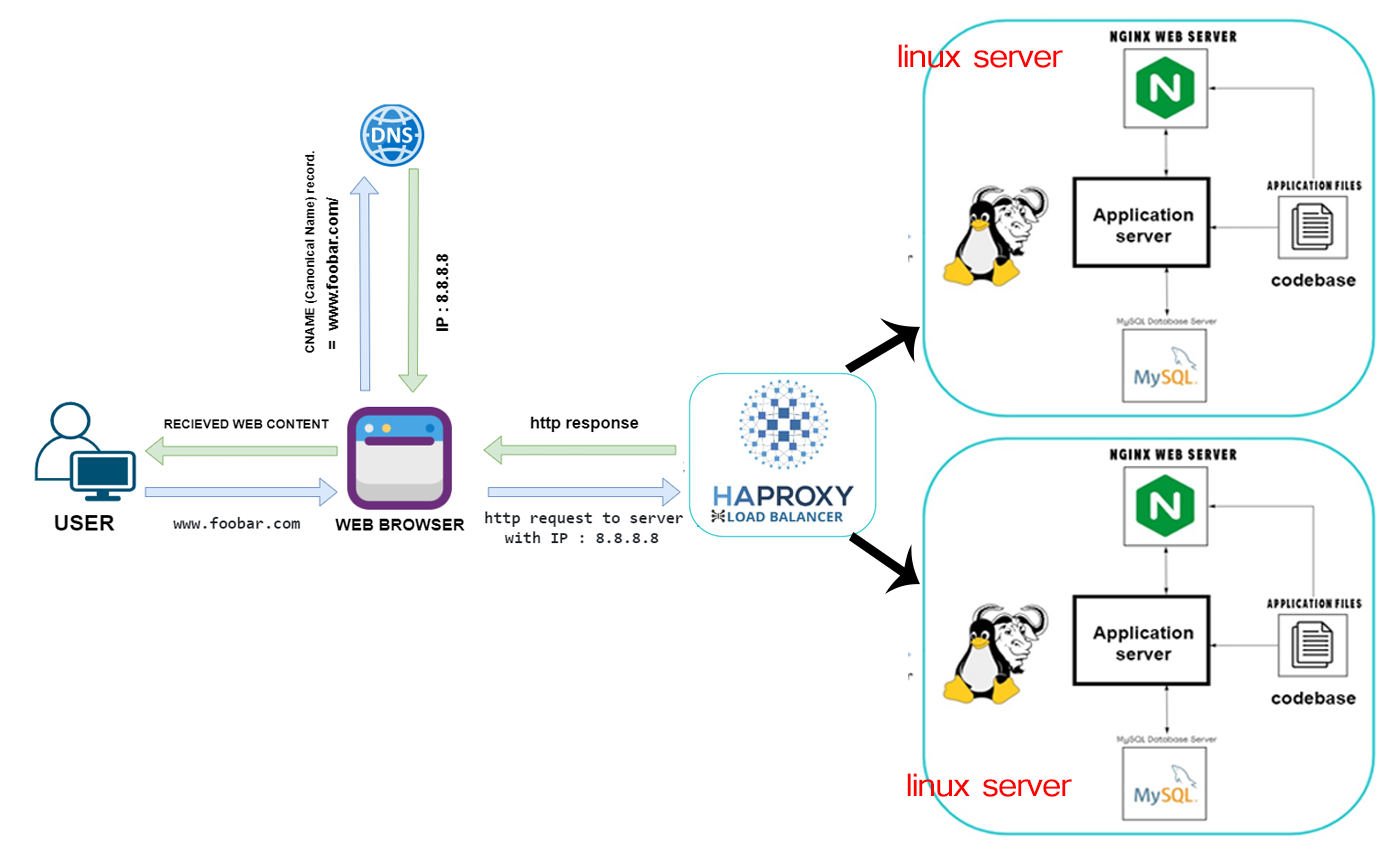 NGINX WEB SERVER
linux server
DNS
CNAME (Canonical Name) record.
= www.foobar.com/
IP : 8.8.8.8
Application
server
APPLICATION FILES
codebase
MySQL Database Server
MySQL
RECIEVED WEB CONTENT
http response
HAPROXY
LOAD BALANCER
USER
www.foobar.com
WEB BROWSER
http request to server
with IP : 8.8.8.8
NGINX WEB SERVER
Application
server
APPLICATION FILES
codebase
MySQL Database Server
linux server
MySQL